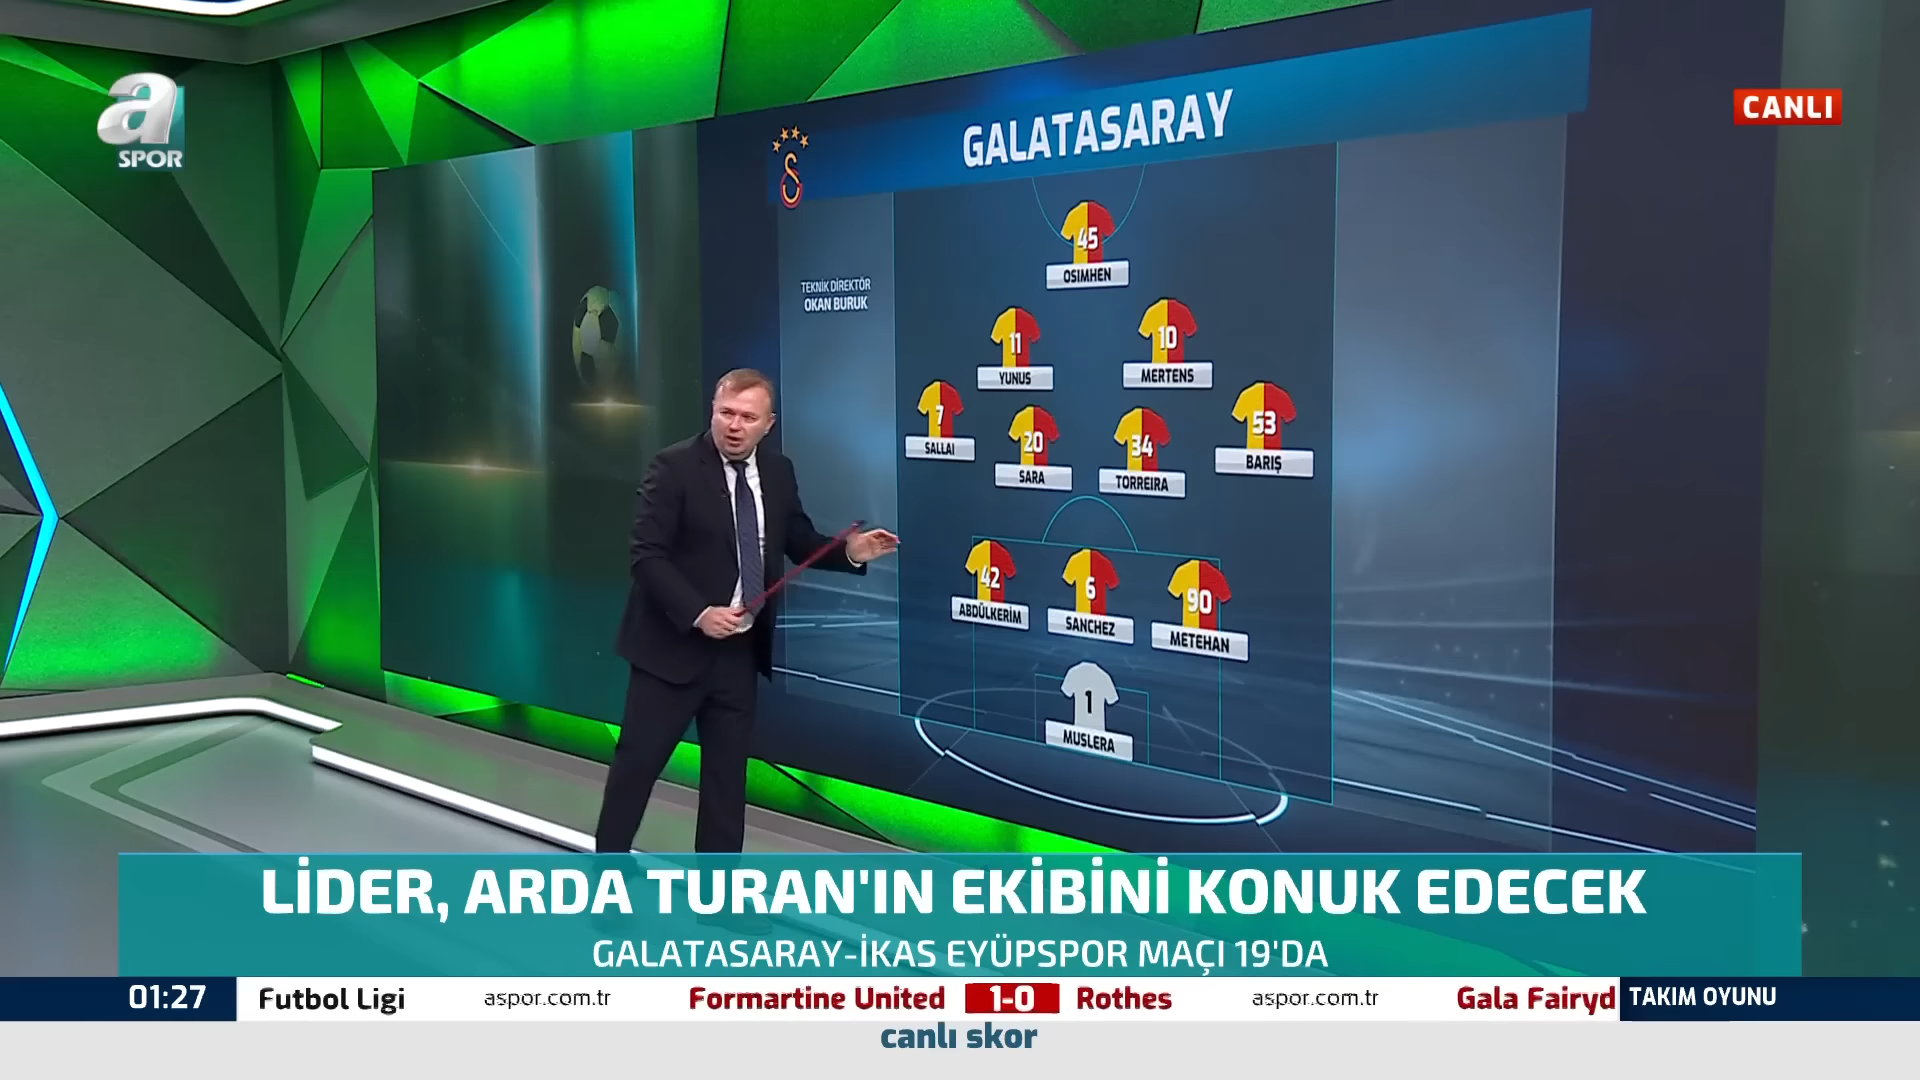 a
SPOR
CANLI
GALATASARAY
TEKNİK DİREKTÖR
OKAN BURUK
45
OSIMHEN
11
YUNUS
10
MERTENS
7
SALLAI
20
SARA
34
TORREIRA
53
BARIŞ
42
ABDÜLKERİM
6
SANCHEZ
90
METEHAN
1
MUSLERA
LİDER, ARDA TURAN'IN EKİBİNİ KONUK EDECEK
GALATASARAY-İKAS EYÜPSPOR MAÇI 19'DA
01:27 Futbol Ligi aspor.com.tr Formartine United 1-0 Rothes aspor.com.tr Gala Fairyd TAKIM OYUNU
canlı skor